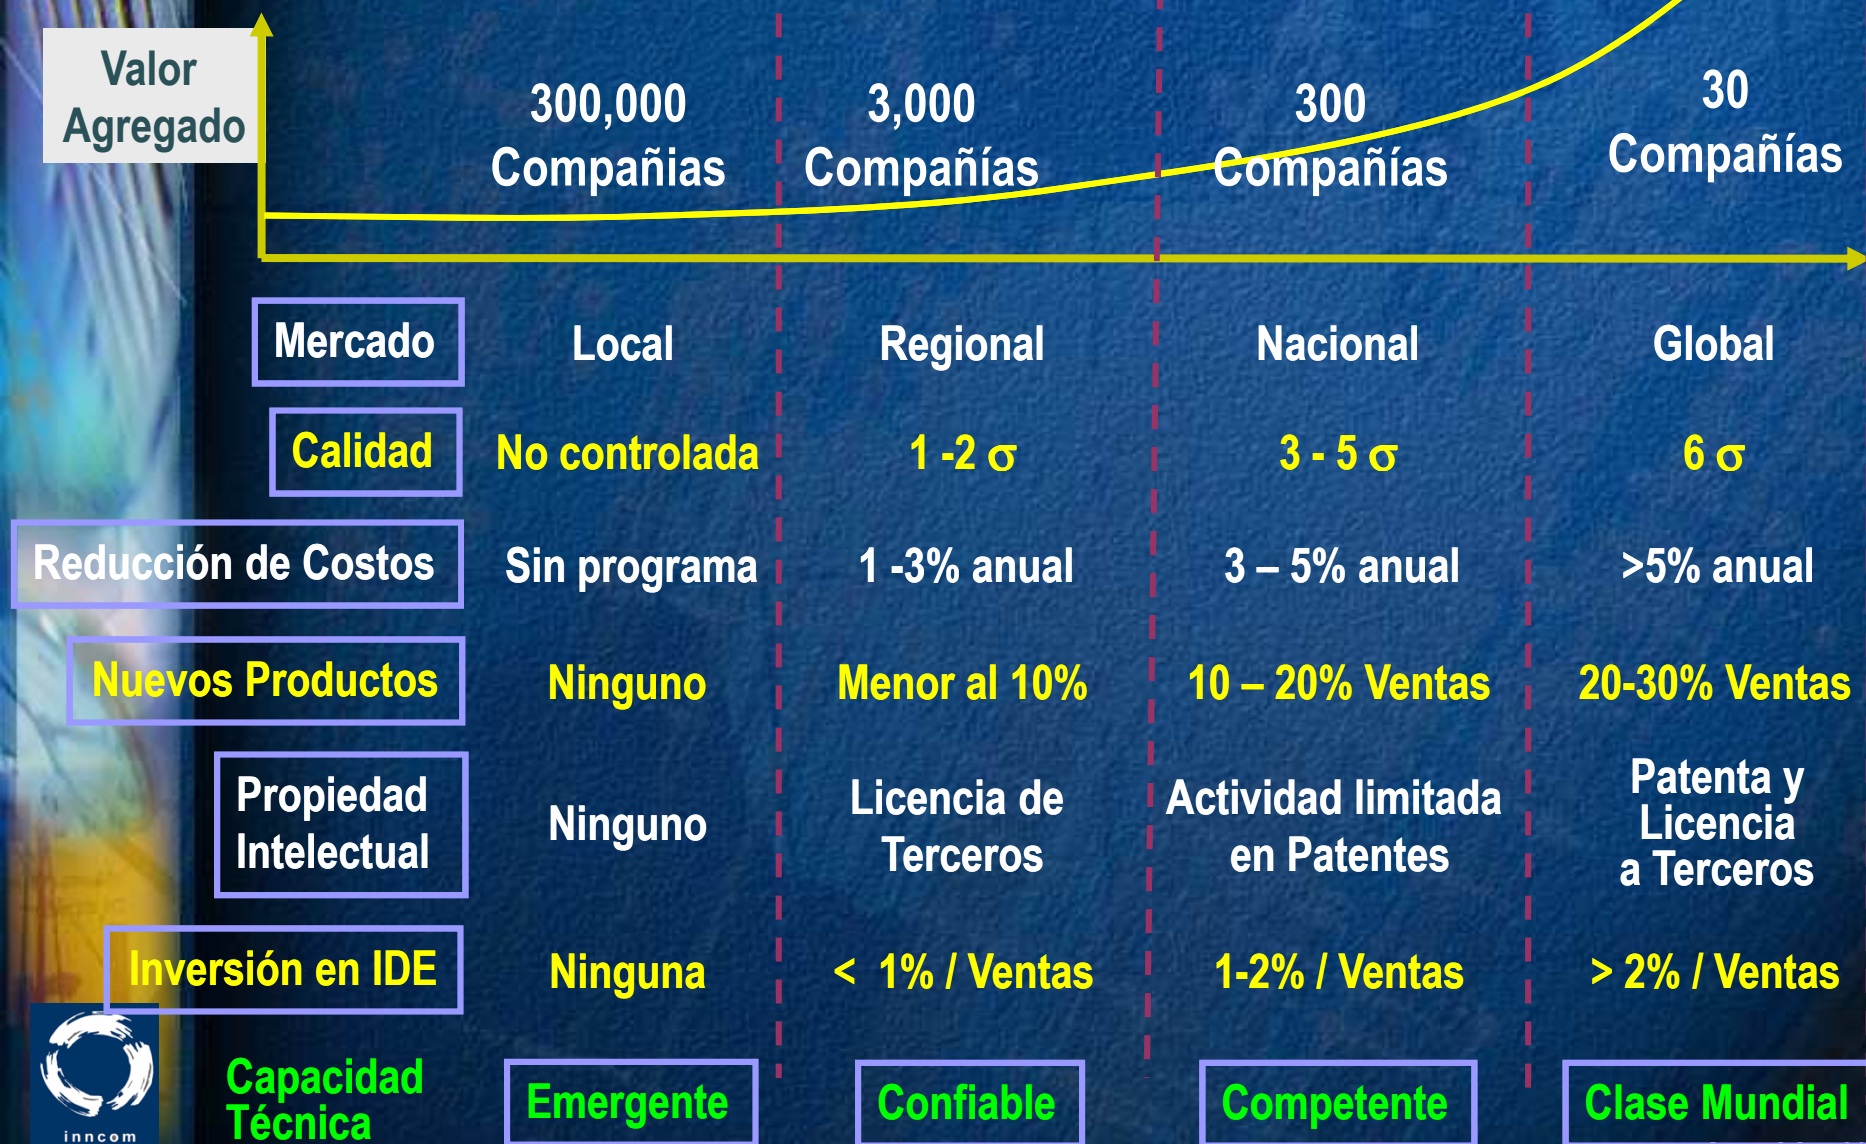 Valor
Agregado
300,000
Compañias
3,000
Compañías
300
Compañías
30
Compañías
Mercado
Local
Regional
Nacional
Global
Calidad
No controlada
1 -2 σ
3 - 5 σ
6 σ
Reducción de Costos
Sin programa
1 -3% anual
3 – 5% anual
>5% anual
Nuevos Productos
Ninguno
Menor al 10%
10 – 20% Ventas
20-30% Ventas
Propiedad
Intelectual
Ninguno
Licencia de
Terceros
Actividad limitada
en Patentes
Patenta y
Licencia
a Terceros
Inversión en IDE
Ninguna
< 1% / Ventas
1-2% / Ventas
> 2% / Ventas
Capacidad
Técnica
Emergente
Confiable
Competente
Clase Mundial
inncom